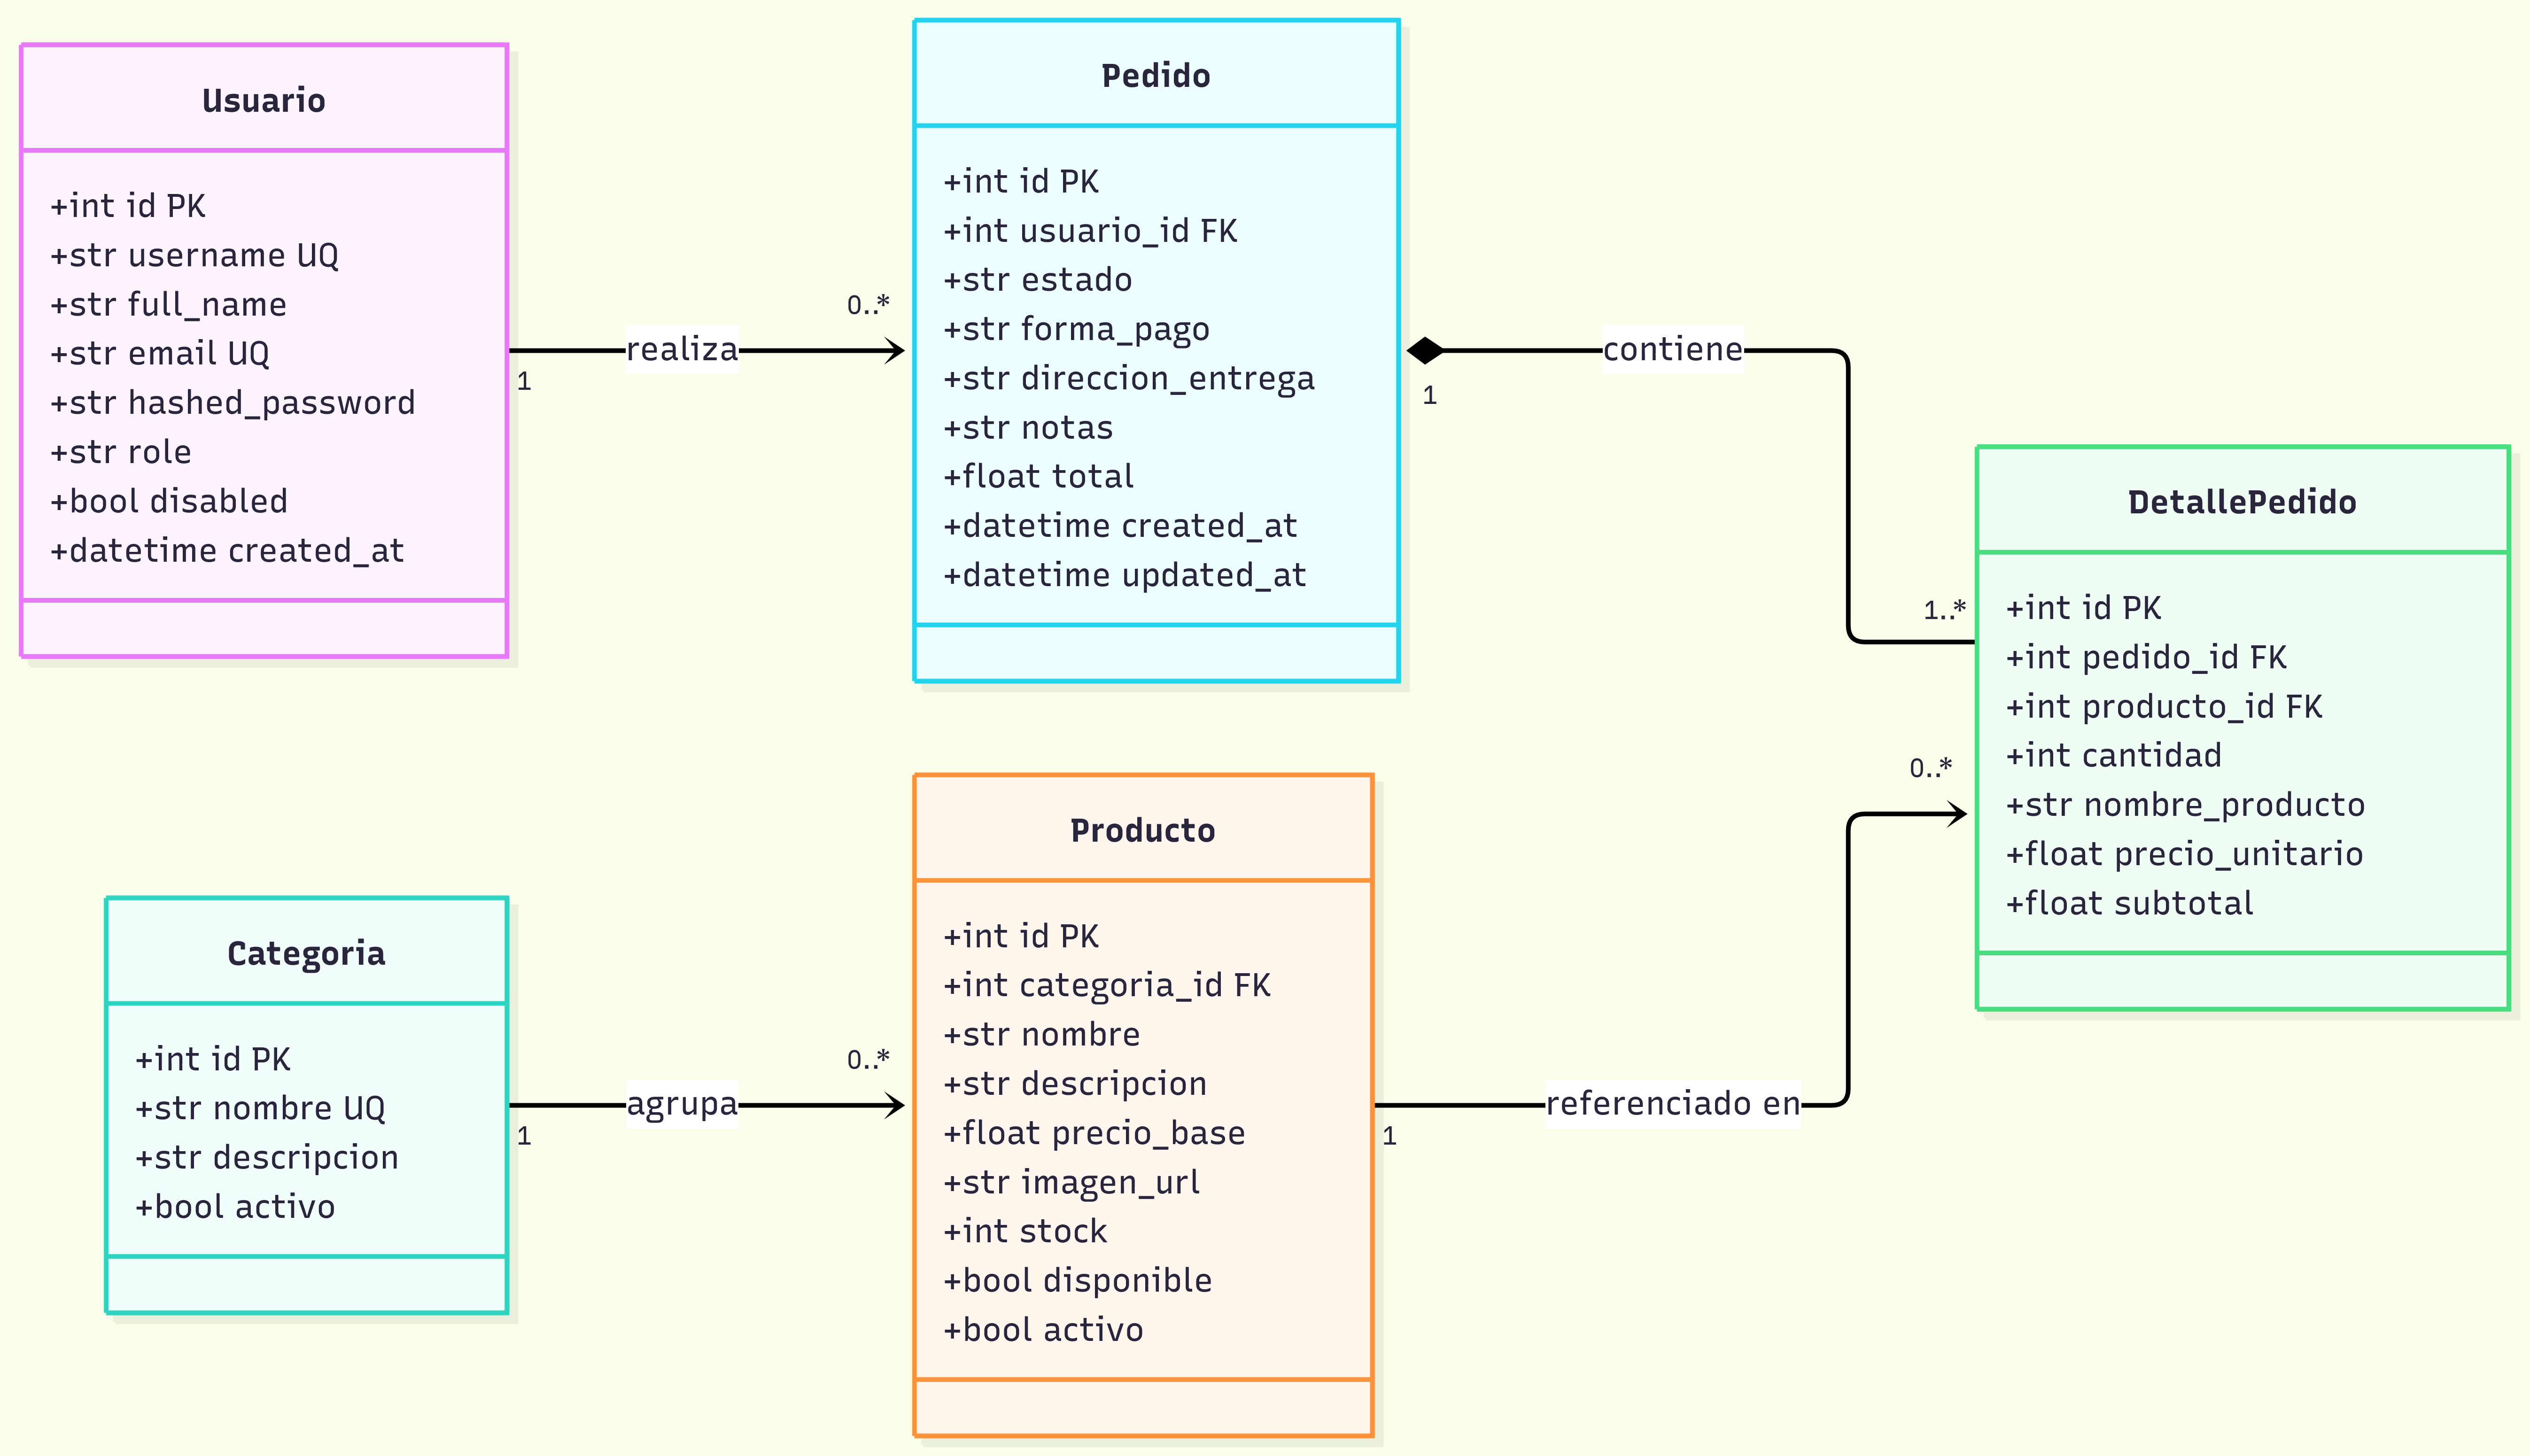 Usuario
+int id PK
+str username UQ
+str full_name
+str email UQ
+str hashed_password
+str role
+bool disabled
+datetime created_at
1
realiza
0..*
Pedido
+int id PK
+int usuario_id FK
+str estado
+str forma_pago
+str direccion_entrega
+str notas
+float total
+datetime created_at
+datetime updated_at
1
contiene
1..*
DetallePedido
+int id PK
+int pedido_id FK
+int producto_id FK
+int cantidad
+str nombre_producto
+float precio_unitario
+float subtotal
Categoria
+int id PK
+str nombre UQ
+str descripcion
+bool activo
1
agrupa
0..*
Producto
+int id PK
+int categoria_id FK
+str nombre
+str descripcion
+float precio_base
+str imagen_url
+int stock
+bool disponible
+bool activo
1
referenciado en
0..*